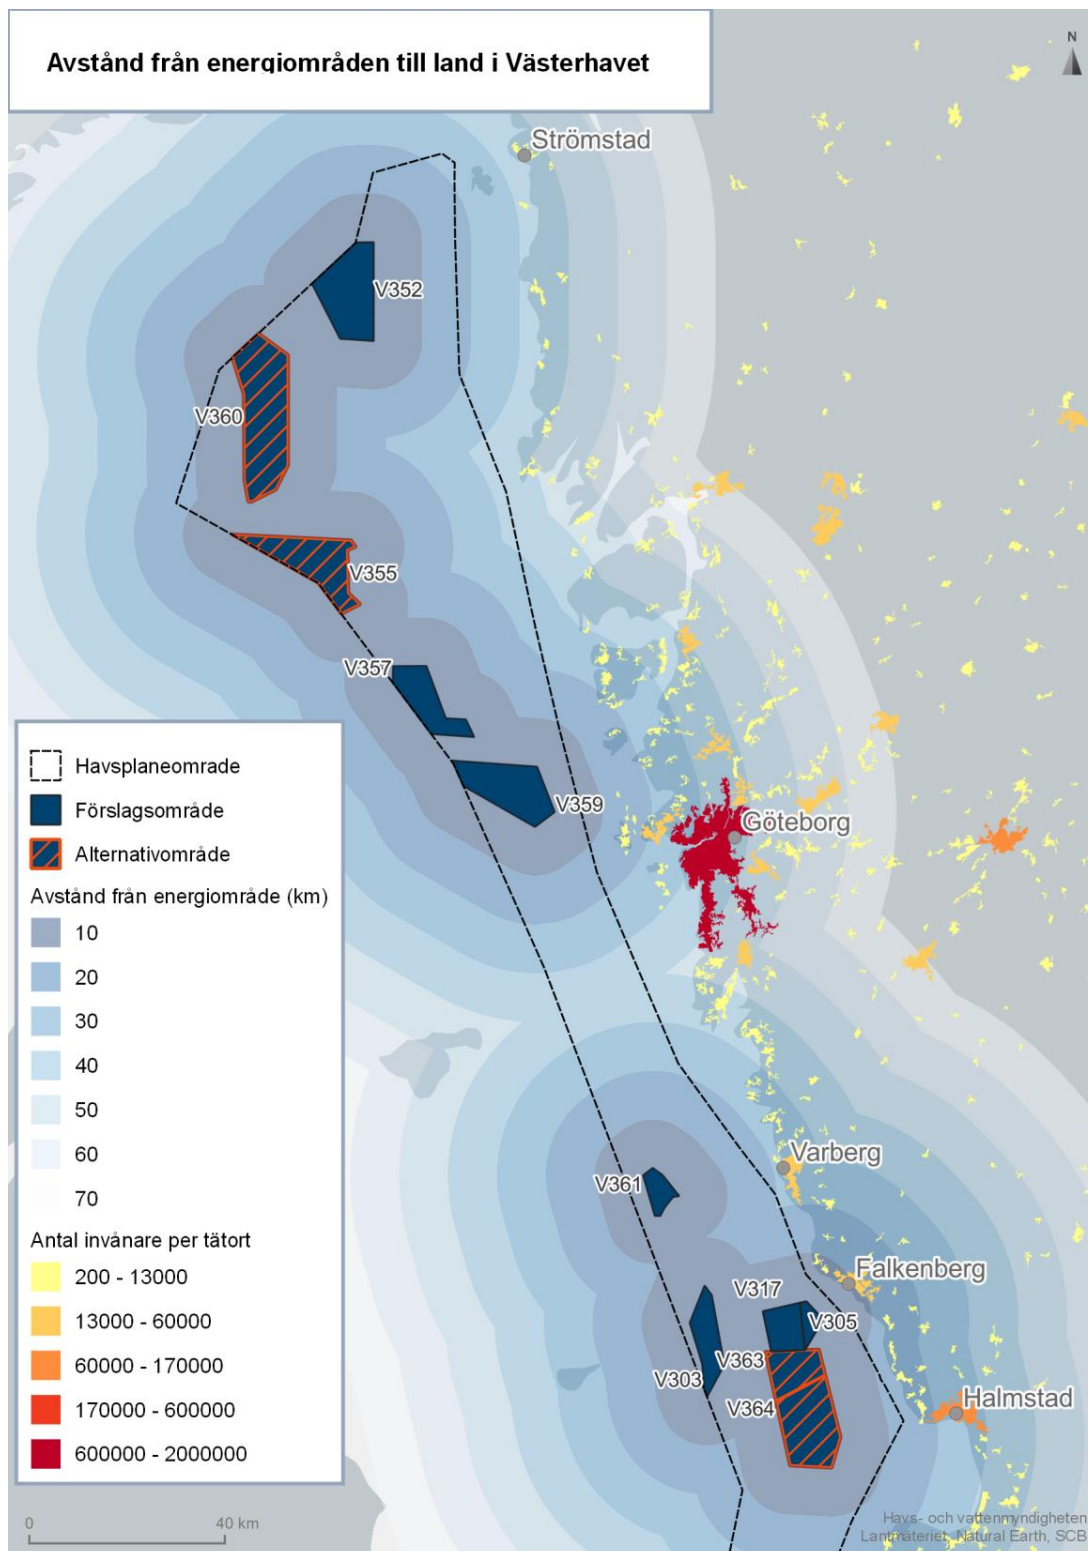 Avstånd från energiområden till land i Västerhavet
N
Strömstad
V352
V360
V355
V357
V359
Göteborg
Havsplaneomrade
Förslagsområde
Alternativområde
Avstånd från energiområde (km)
10
20
30
40
50
60
70
Antal invånare per tätort
200 - 13000
13000 - 60000
60000 - 170000
170000 - 600000
600000 - 2000000
Varberg
V361
Falkenberg
V317
V305
V363
V303
V364
Halmstad
0 40 km
Havs- och vattenmyndigheten
Lantmäteriet, Natural Earth, SCB